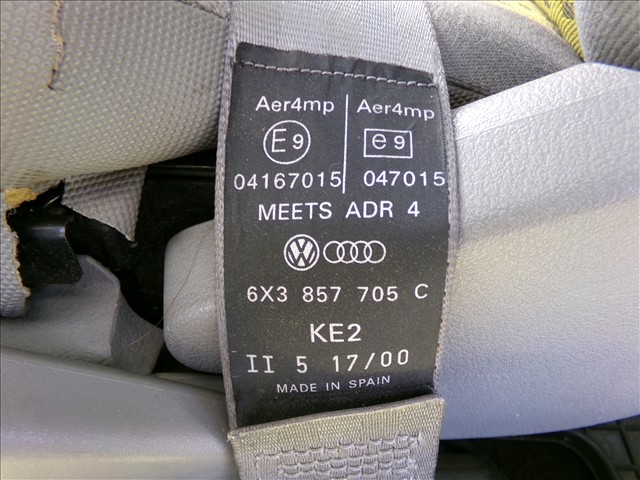 Aer4mp | Aer4mp
E9 | e9
04167015 | 047015
MEETS ADR 4
VW
6X3 857 705 C
KE2
II 5 17/00
MADE IN SPAIN